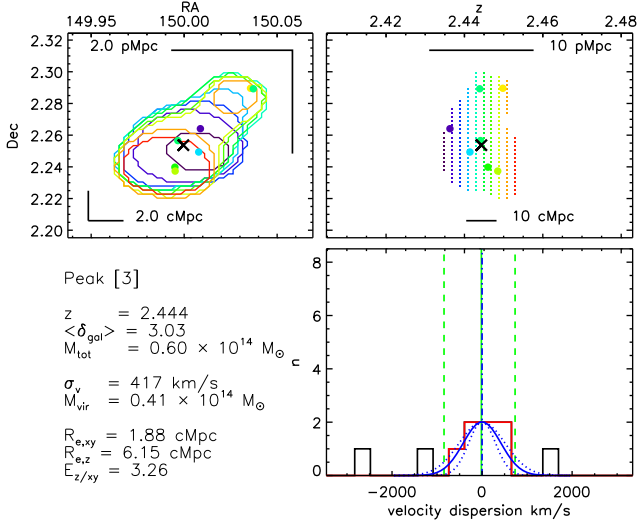 RA
z
149.95 150.00 150.05
2.42 2.44 2.46 2.48
2.32
2.30
2.28
2.26
2.24
2.22
2.20
Dec
2.0 pMpc
2.0 cMpc
10 pMpc
10 cMpc
Peak [3]
z = 2.444
<δgal> = 3.03
Mtot = 0.60 × 10^14 M⊙
σv = 417 km/s
Mvir = 0.41 × 10^14 M⊙
Re,xy = 1.88 cMpc
Re,z = 6.15 cMpc
Ez/xy = 3.26
8
6
4
2
0
n
−2000 0 2000
velocity dispersion km/s